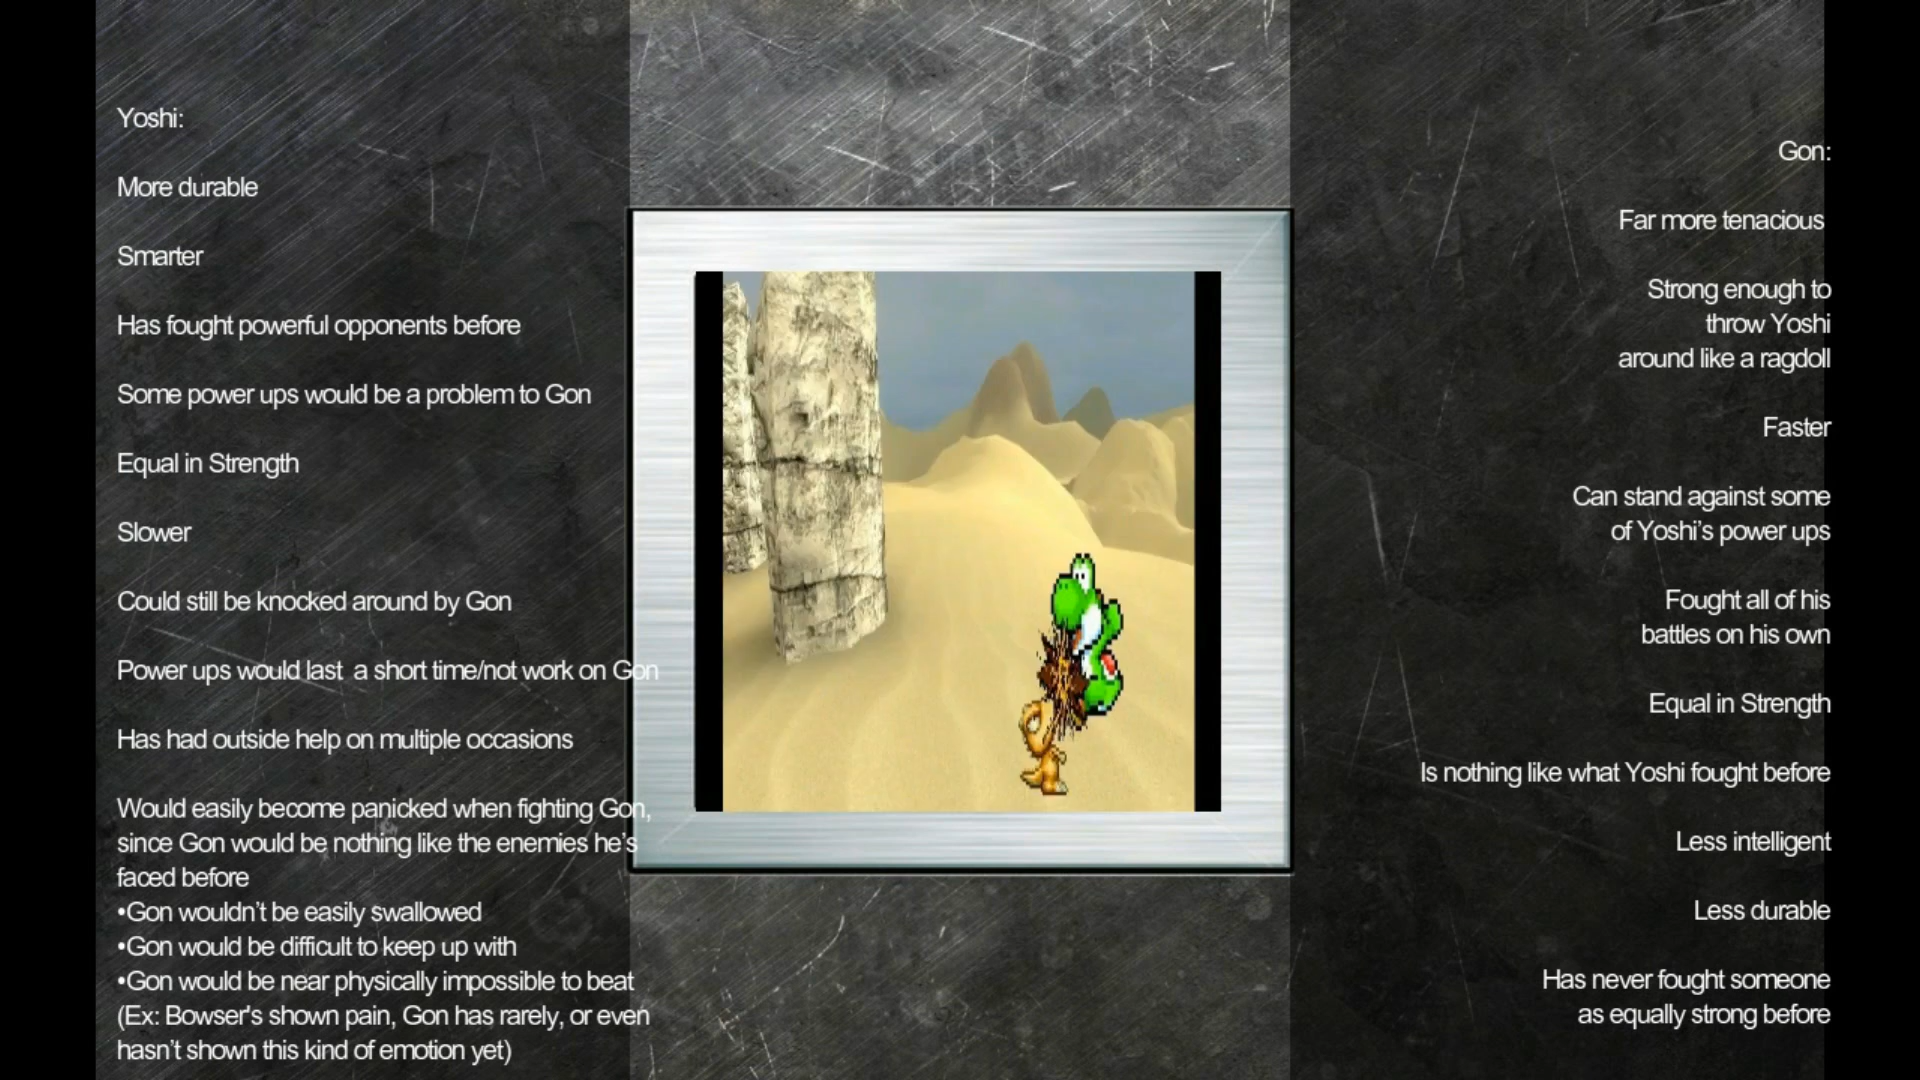 Yoshi:
More durable
Smarter
Has fought powerful opponents before
Some power ups would be a problem to Gon
Equal in Strength
Slower
Could still be knocked around by Gon
Power ups would last  a short time/not work on Gon
Has had outside help on multiple occasions
Would easily become panicked when fighting Gon,
since Gon would be nothing like the enemies he's
faced before
•Gon wouldn't be easily swallowed
•Gon would be difficult to keep up with
•Gon would be near physically impossible to beat
(Ex: Bowser's shown pain, Gon has rarely, or even
hasn't shown this kind of emotion yet)
Gon:
Far more tenacious
Strong enough to
throw Yoshi
around like a ragdoll
Faster
Can stand against some
of Yoshi's power ups
Fought all of his
battles on his own
Equal in Strength
Is nothing like what Yoshi fought before
Less intelligent
Less durable
Has never fought someone
as equally strong before